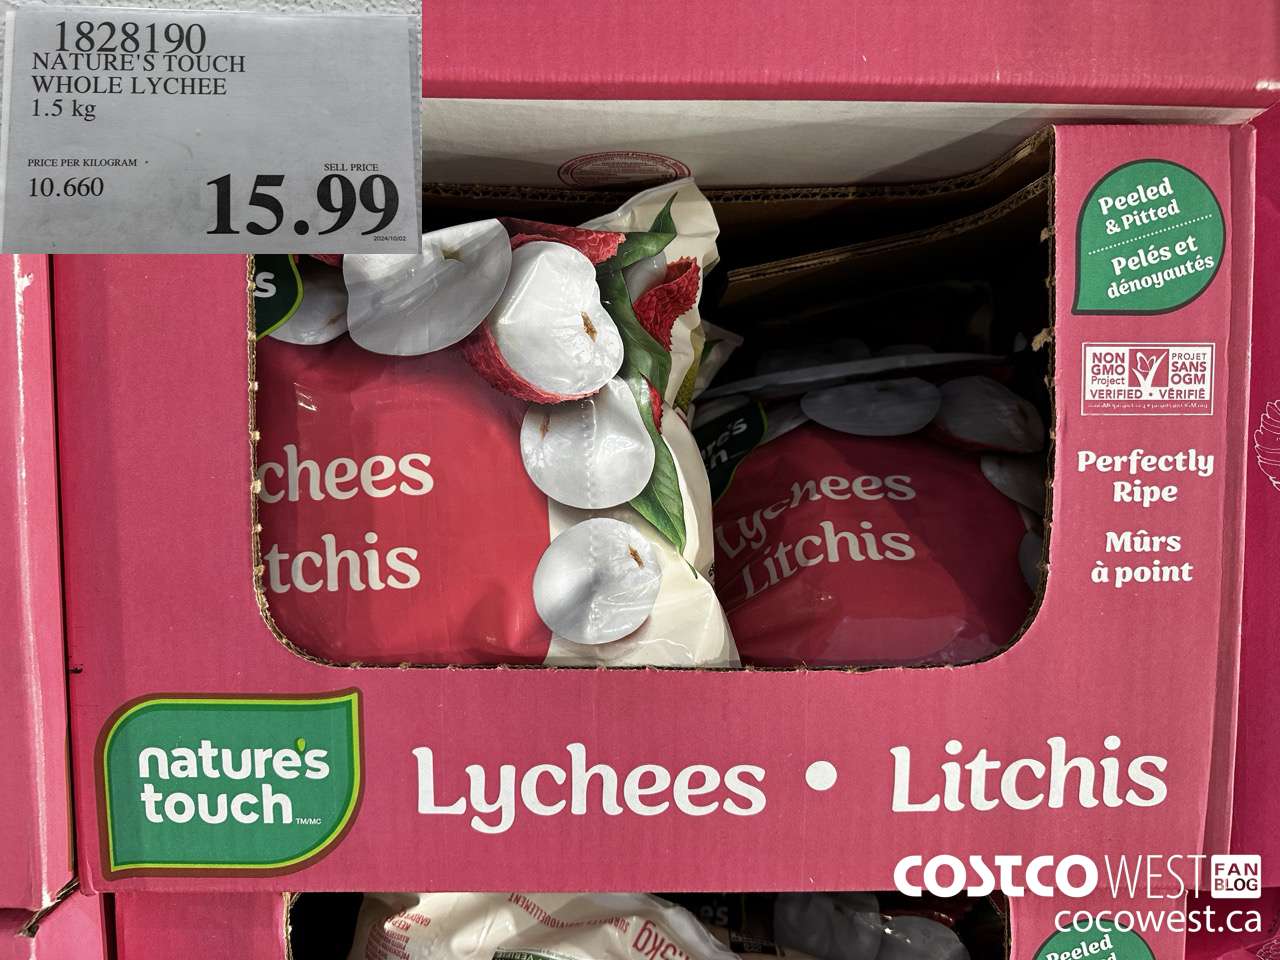 1828190
NATURE'S TOUCH
WHOLE LYCHEE
1.5 kg
PRICE PER KILOGRAM
10.660
SELL PRICE
15.99
2024/10/02
s
chees
tchis
Lychees
Litchis
Peeled
& Pitted
Pelés et
dénoyautés
NON
GMO
Project
VERIFIED
PROJET
SANS
OGM
VÉRIFIÉ
Perfectly
Ripe
Mûrs
à point
nature's
touch
TM/MC
Lychees • Litchis
COSTCO WEST FAN BLOG
cocowest.ca
Peeled